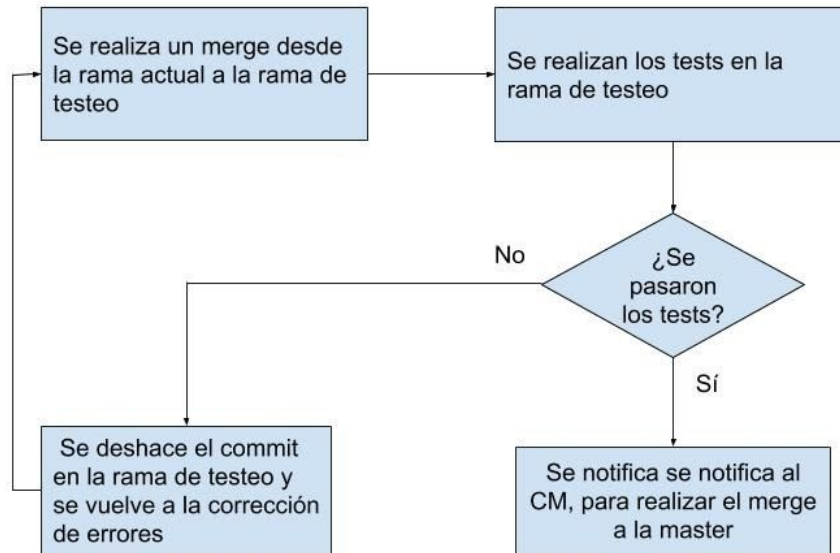 Se realiza un merge desde
la rama actual a la rama de
testeo
Se realizan los tests en la
rama de testeo
¿Se
pasaron
los tests?
No
Sí
Se deshace el commit
en la rama de testeo y
se vuelve a la corrección
de errores
Se notifica se notifica al
CM, para realizar el merge
a la master